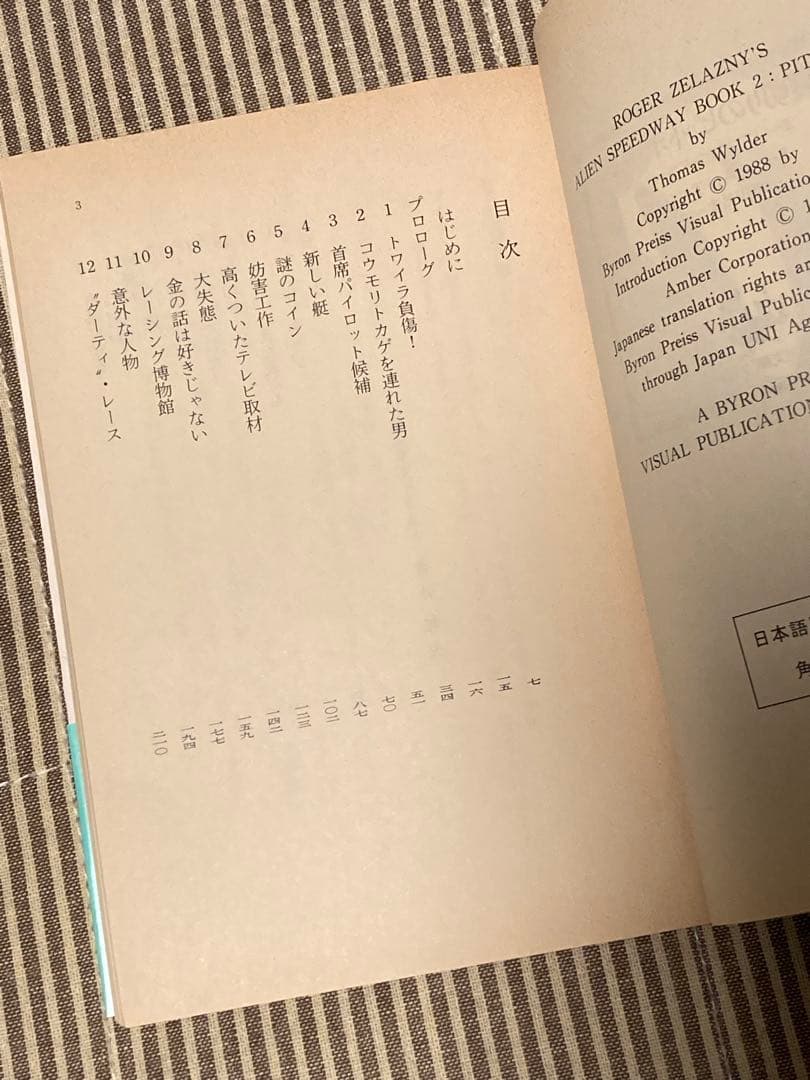 ROGER ZELAZNY'S
ALIEN SPEEDWAY BOOK 2 : PIT
by
Thomas Wylder
Copyright © 1988 by
Byron Preiss Visual Publication
Introduction Copyright © 1
Amber Corporation
Japanese translation rights ar
Byron Preiss Visual Public
through Japan UNI Ag
A BYRON PR
VISUAL PUBLICATION
日本語
角
目次
はじめに 七
プロローグ 一五
1 トワイラ負傷! 一六
2 コウモリトカゲを連れた男 三四
3 首席パイロット候補 五一
4 新しい艇 七〇
5 謎のコイン 八七
6 妨害工作 一〇二
7 高くついたテレビ取材 一二三
8 大失態 一四二
9 金の話は好きじゃない 一五九
10 レーシング博物館 一七七
11 意外な人物 一九四
12 〝ダーティ〟・レース 二一〇
3